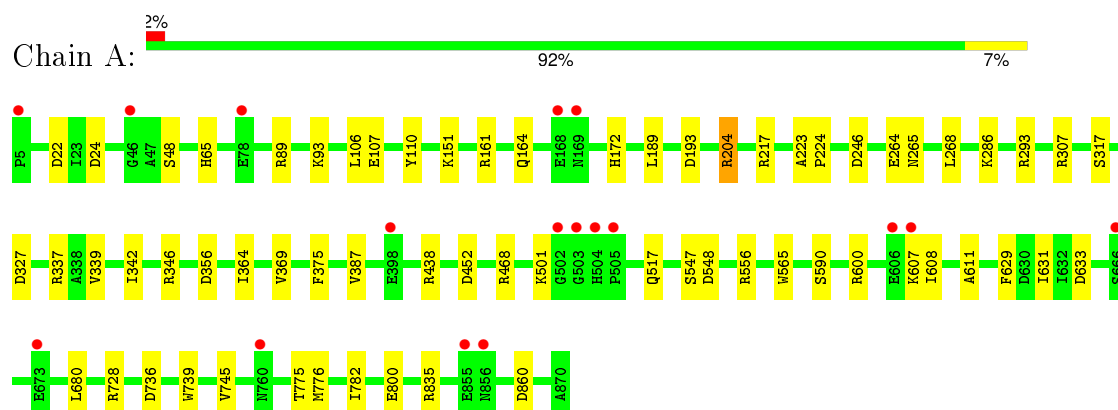 2%
Chain A:
92% 7%
P5 D22 I23 D24 G46 A47 S48 H65 E78 R89 K93 L106 E107 Y110 K151 R161 Q164 E168 N169 H172 L189 D193 R204 R217 A223 P224 D246 E264 N265 L268 K286 R293 R307 S317
D327 R337 A338 V339 I342 R346 D356 I364 V369 F375 V387 E398 R438 D452 R468 K501 G502 G503 H504 P505 Q517 S547 D548 R556 W565 S590 R600 E606 K607 I608 A611 F629 D630 I631 I632 D633 S666
E673 L680 R728 D736 W739 V745 N760 T775 M776 I782 E800 R835 E855 N856 D860 A870